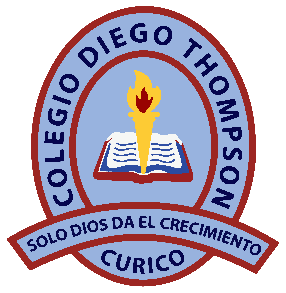 COLEGIO DIEGO THOMPSON
SOLO DIOS DA EL CRECIMIENTO
CURICO